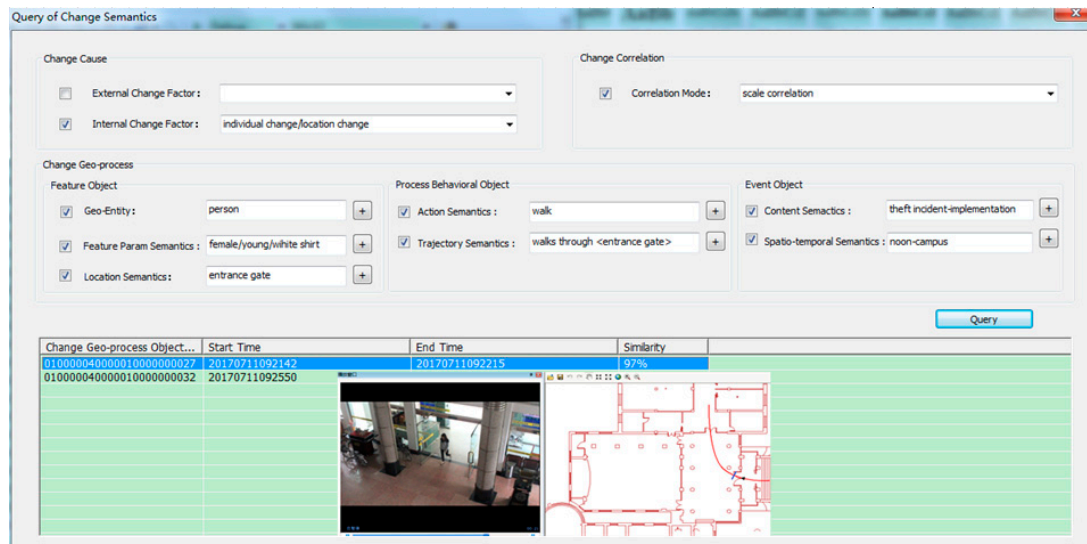 Query of Change Semantics
Change Cause
Change Correlation
External Change Factor:
Correlation Mode: scale correlation
Internal Change Factor: individual change/location change
Change Geo-process
Feature Object
Process Behavioral Object
Event Object
Geo-Entity: person +
Action Semantics: walk +
Content Semactics: theft incident-implementation +
Feature Param Semantics: female/young/wihite shirt +
Trajectory Semantics: walks through <entrance gate> +
Spatio-temporal Semantics: noon-campus +
Location Semantics: entrance gate +
Query
Change Geo-process Object... Start Time End Time Similarity
010000040000010000000027 20170711092142 20170711092215 97%
010000040000010000000032 20170711092550